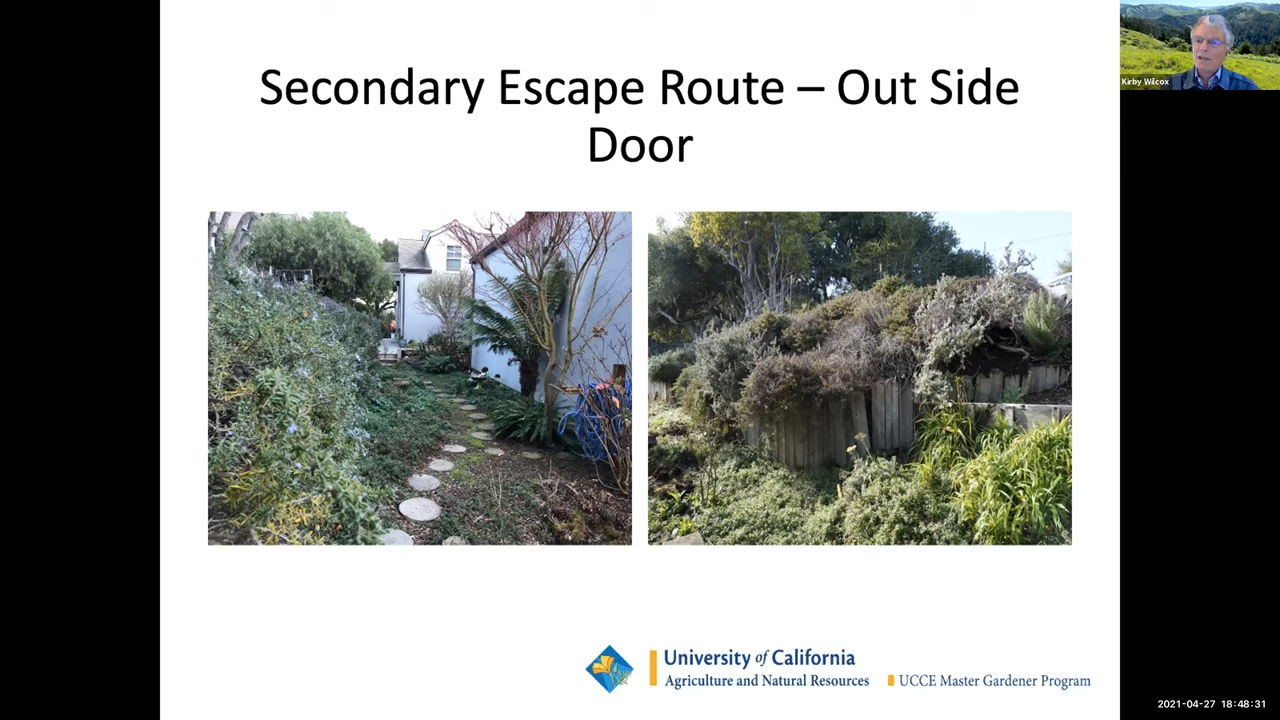 Secondary Escape Route – Out Side
Door
Kirby Wilcox
University of California
Agriculture and Natural Resources
UCCE Master Gardener Program
2021-04-27 18:48:31